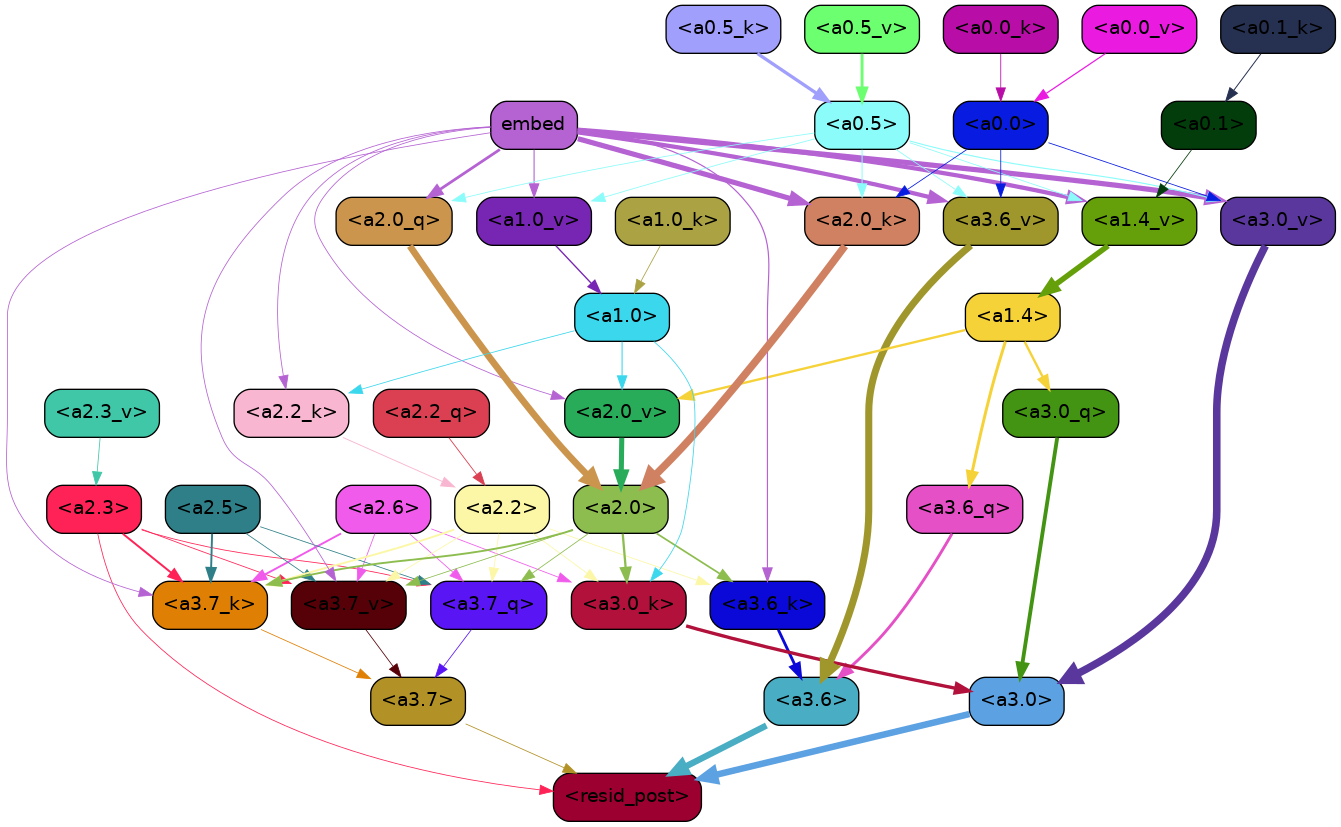 <a0.5_k> <a0.5_v> <a0.0_k> <a0.0_v> <a0.1_k>
embed <a0.5> <a0.0> <a0.1>
<a2.0_q> <a1.0_v> <a1.0_k> <a2.0_k> <a3.6_v> <a1.4_v> <a3.0_v>
<a1.0> <a1.4>
<a2.3_v> <a2.2_k> <a2.2_q> <a2.0_v> <a3.0_q>
<a2.3> <a2.5> <a2.6> <a2.2> <a2.0> <a3.6_q>
<a3.7_k> <a3.7_v> <a3.7_q> <a3.0_k> <a3.6_k>
<a3.7> <a3.6> <a3.0>
<resid_post>